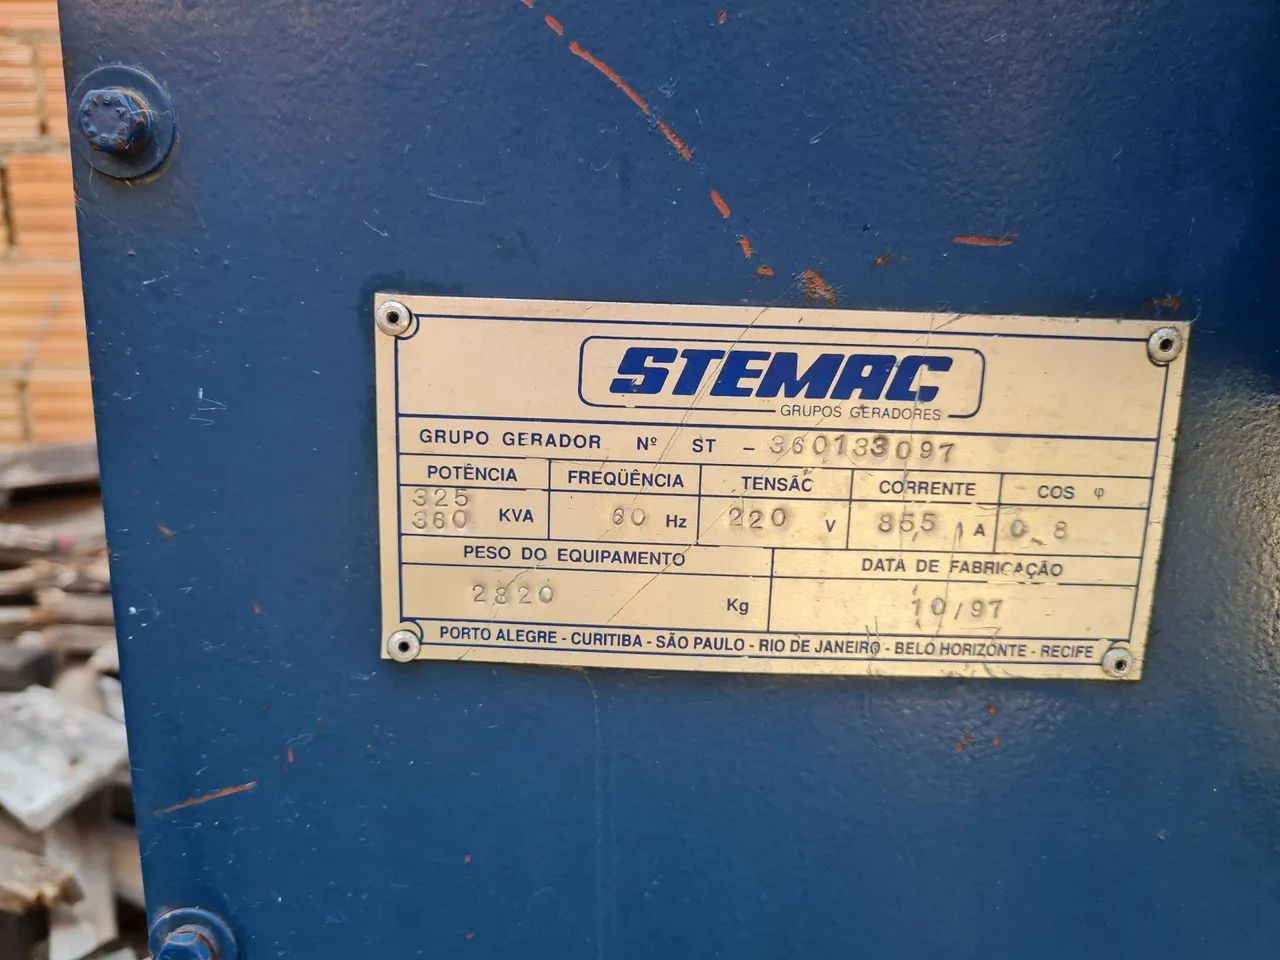 STEMAC
GRUPOS GERADORES
GRUPO GERADOR Nº ST - 360133097
POTÊNCIA FREQÜÊNCIA TENSÃO CORRENTE COS φ
325
360 KVA 60 Hz 220 V 855 A 0,8
PESO DO EQUIPAMENTO DATA DE FABRICAÇÃO
2820 Kg 10/97
PORTO ALEGRE - CURITIBA - SÃO PAULO - RIO DE JANEIRO - BELO HORIZONTE - RECIFE